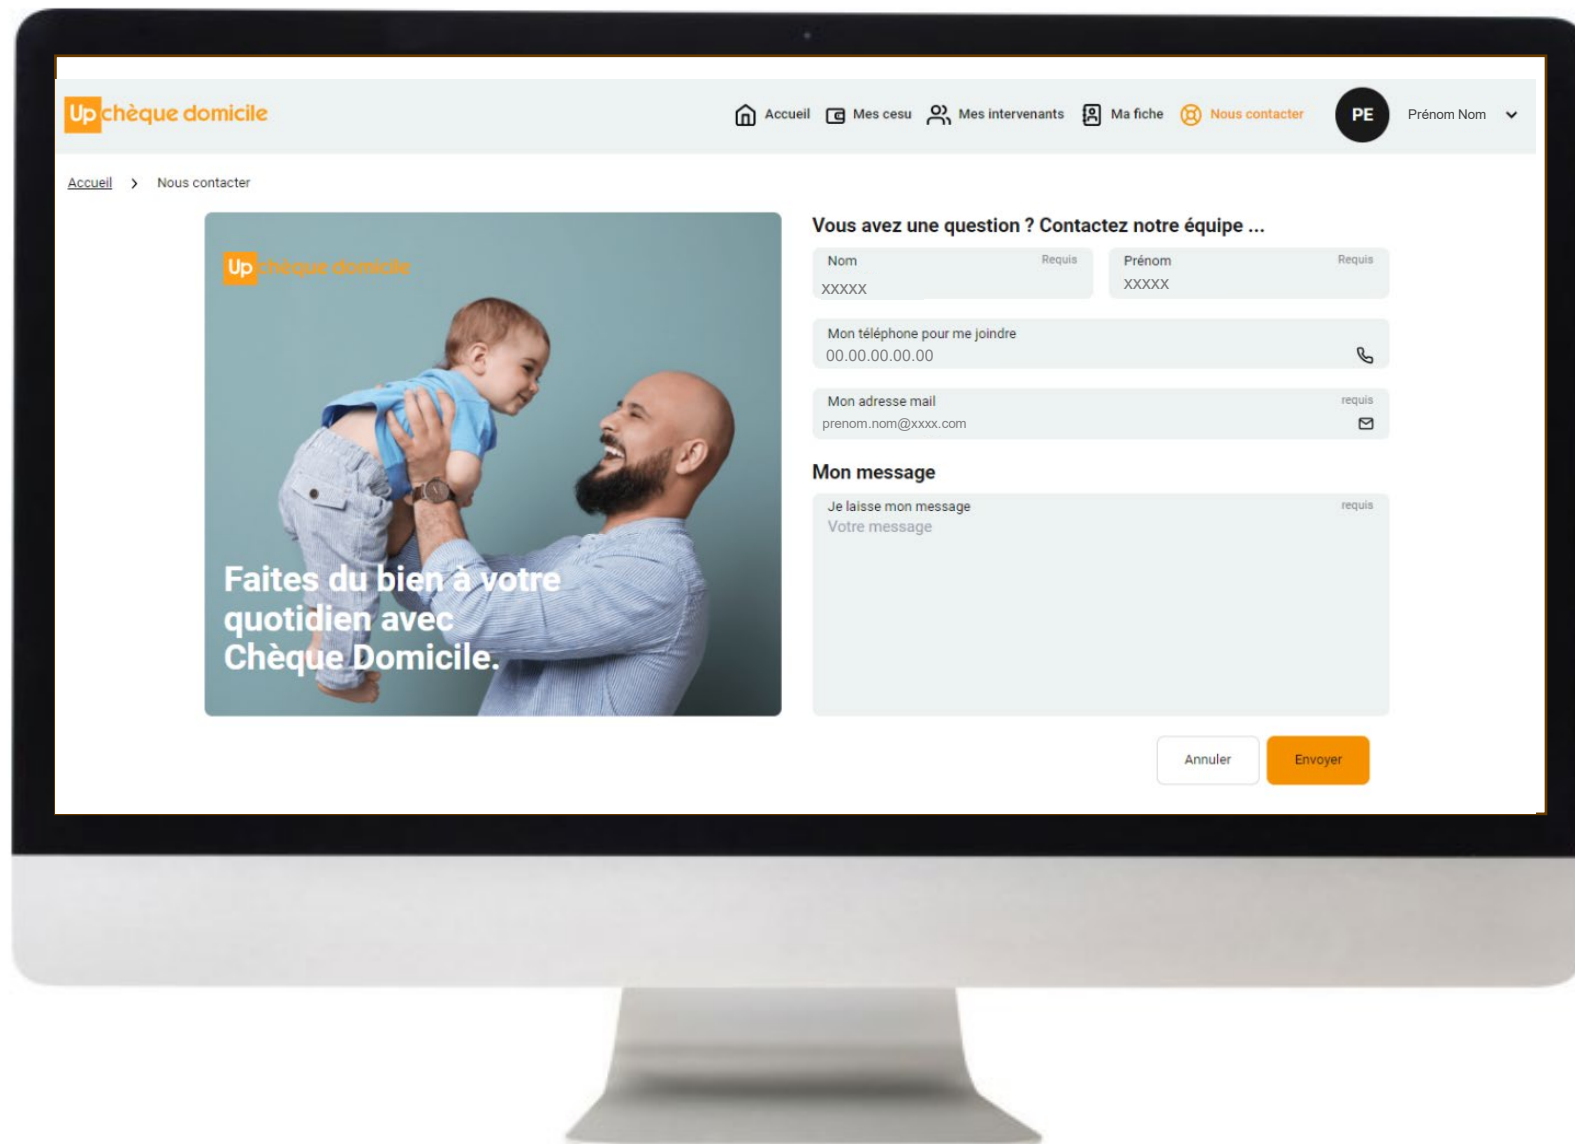 Up chèque domicile
Accueil Mes cesu Mes intervenants Ma fiche Nous contacter PE Prénom Nom
Accueil > Nous contacter
Up chèque domicile
Faites du bien à votre
quotidien avec
Chèque Domicile.
Vous avez une question ? Contactez notre équipe ...
Nom Requis
xxxxx
Prénom Requis
xxxxx
Mon téléphone pour me joindre
00.00.00.00.00
Mon adresse mail requis
prenom.nom@xxxx.com
Mon message
Je laisse mon message requis
Votre message
Annuler Envoyer